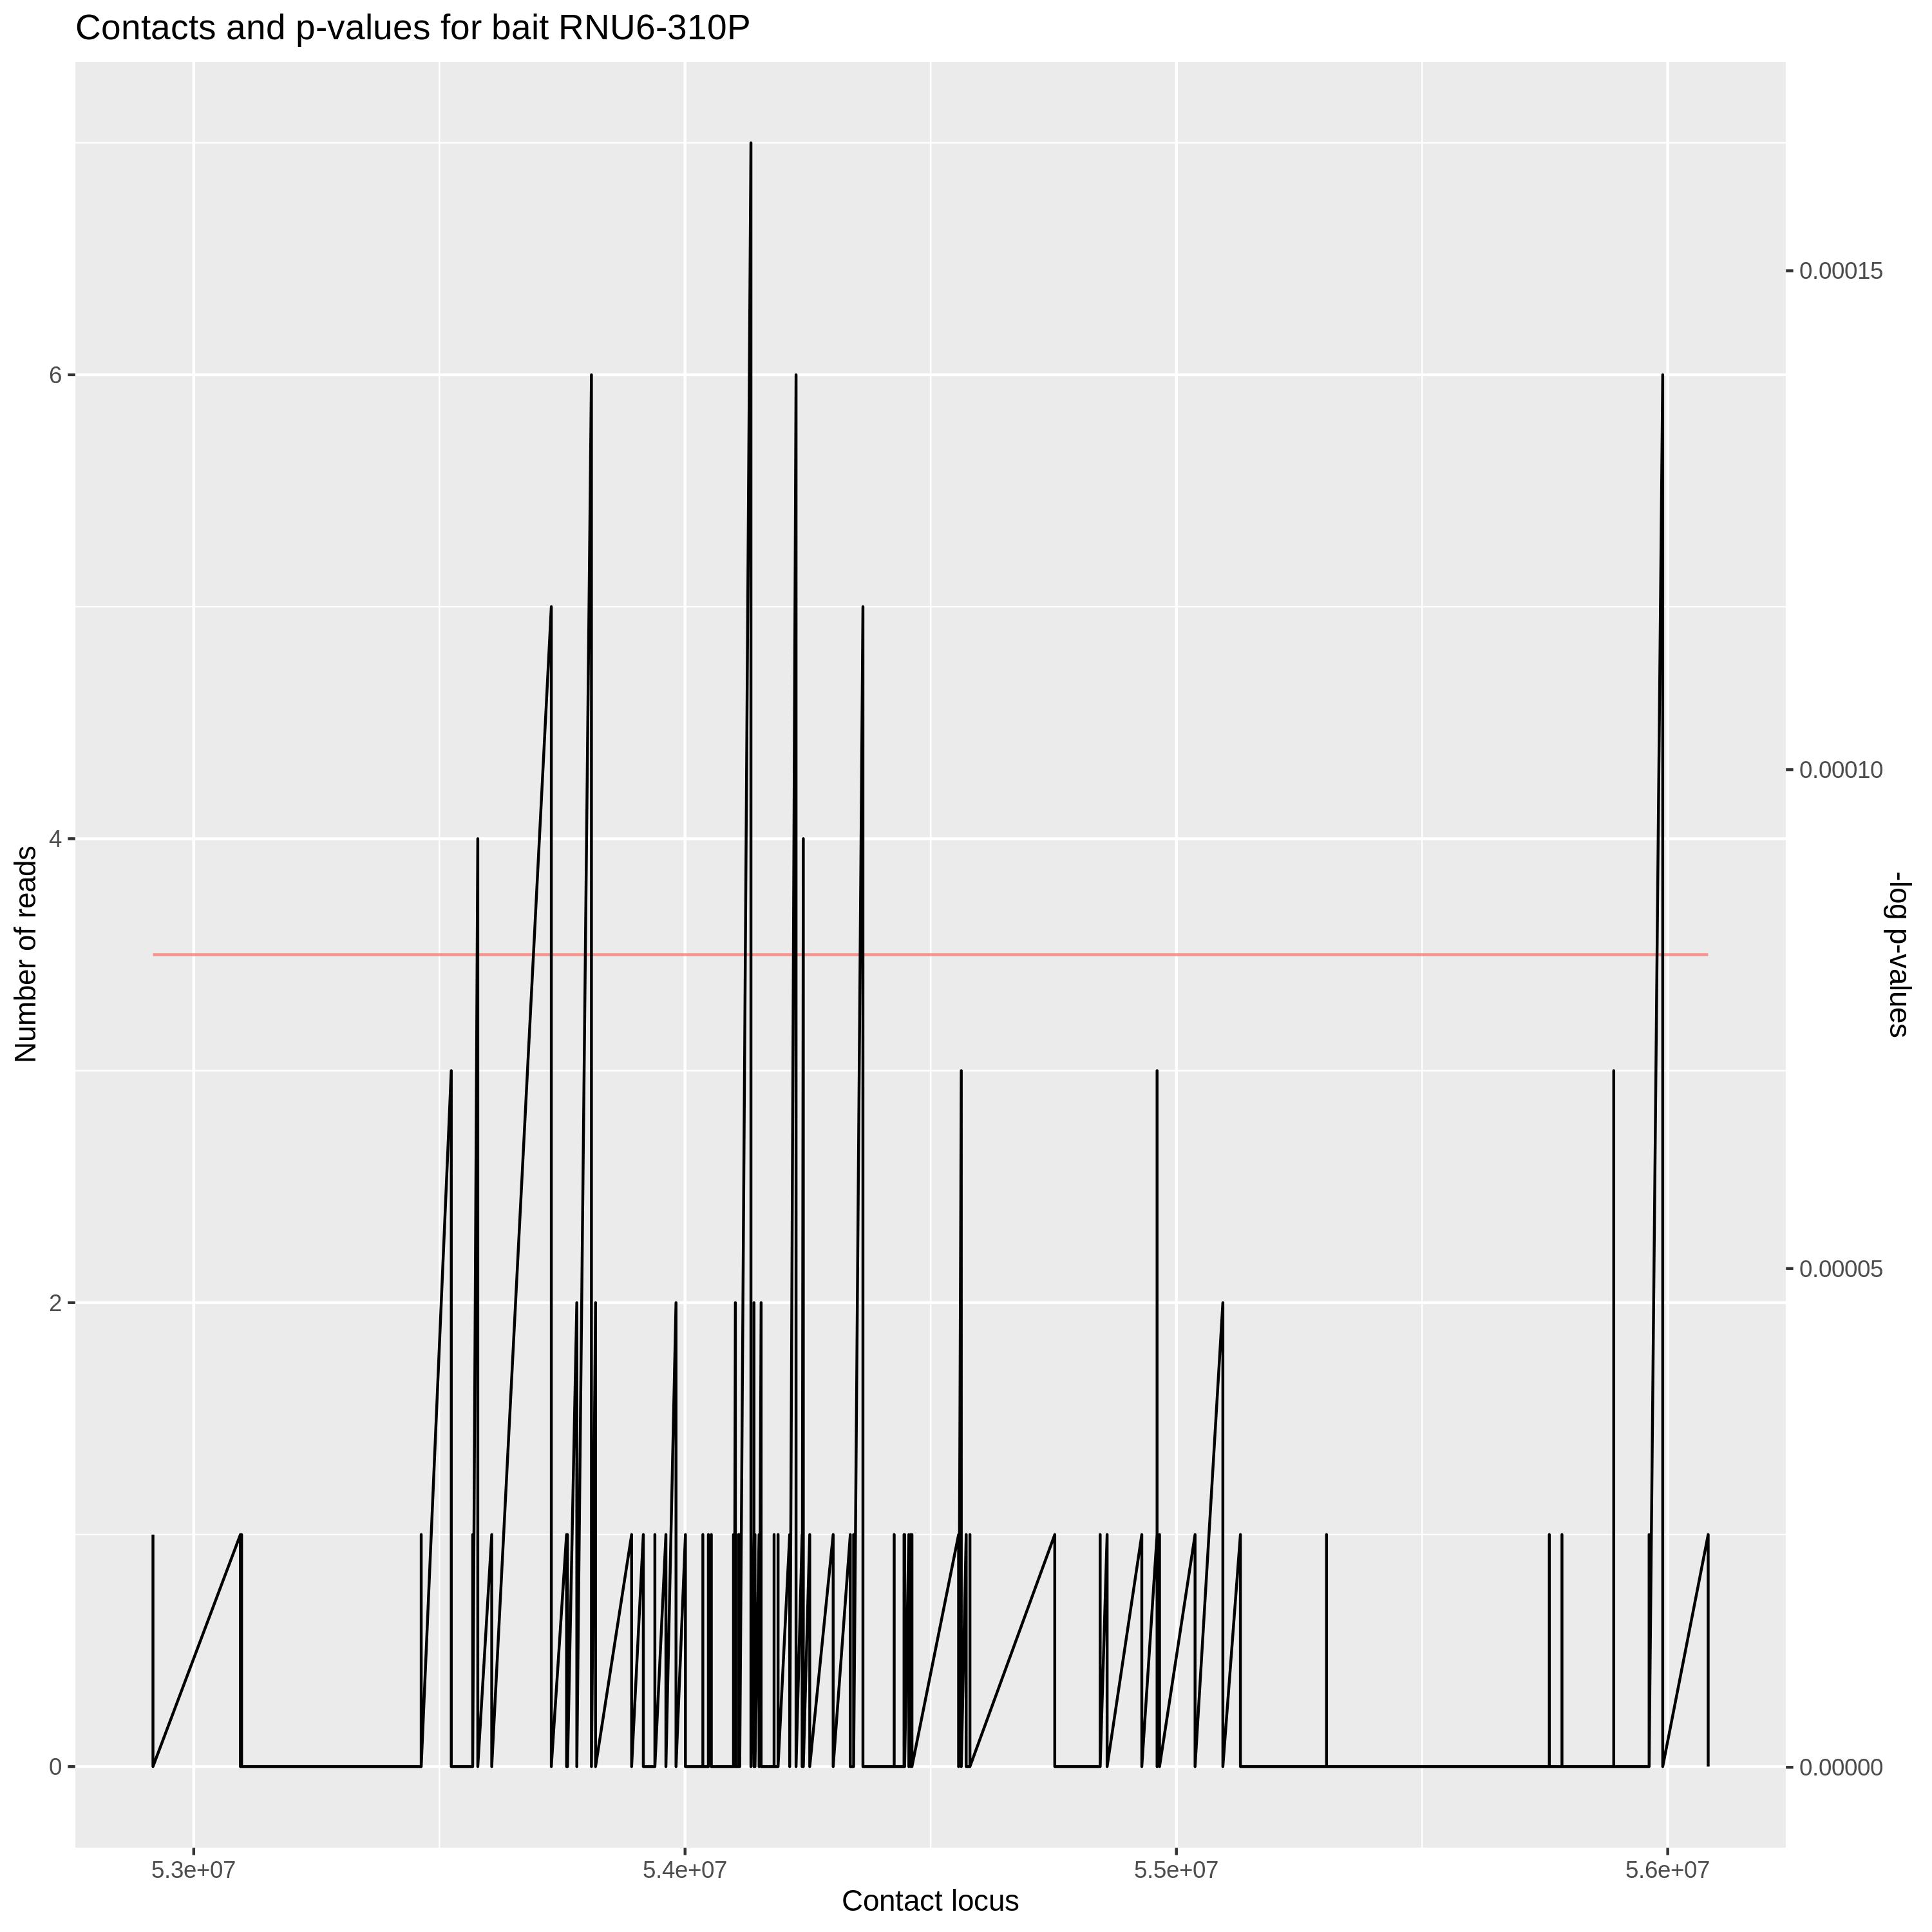 Contacts and p-values for bait RNU6-310P
Number of reads
6
4
2
0
0.00015
0.00010
0.00005
0.00000
-log p-values
5.3e+07
5.4e+07
5.5e+07
5.6e+07
Contact locus